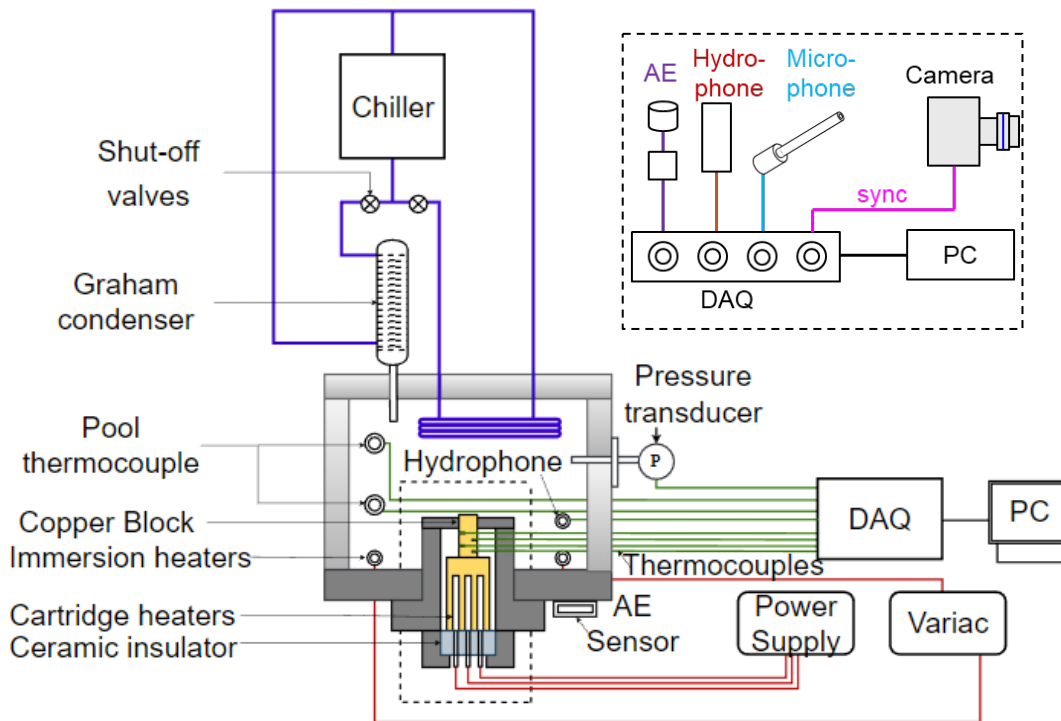 Chiller
Shut-off
valves
Graham
condenser
AE
Hydro-
phone
Micro-
phone
Camera
sync
PC
DAQ
Pressure
transducer
P
Pool
thermocouple
Hydrophone
Copper Block
Immersion heaters
DAQ
PC
Thermocouples
Cartridge heaters
Ceramic insulator
AE
Sensor
Power
Supply
Variac